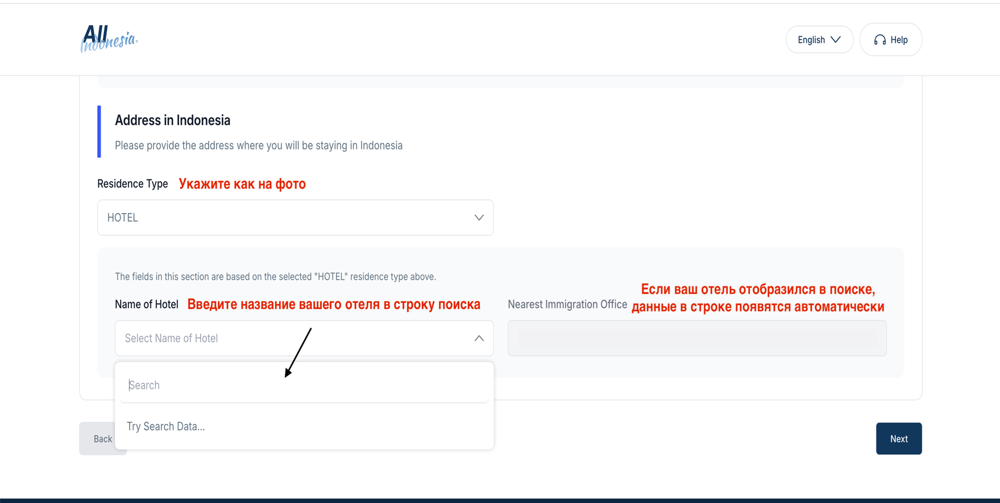 All
Indonesia
English
Help
Address in Indonesia
Please provide the address where you will be staying in Indonesia
Residence Type
Укажите как на фото
HOTEL
The fields in this section are based on the selected "HOTEL" residence type above.
Name of Hotel
Введите название вашего отеля в строку поиска
Nearest Immigration Office
Если ваш отель отобразился в поиске,
данные в строке появятся автоматически
Select Name of Hotel
Search
Try Search Data...
Back
Next